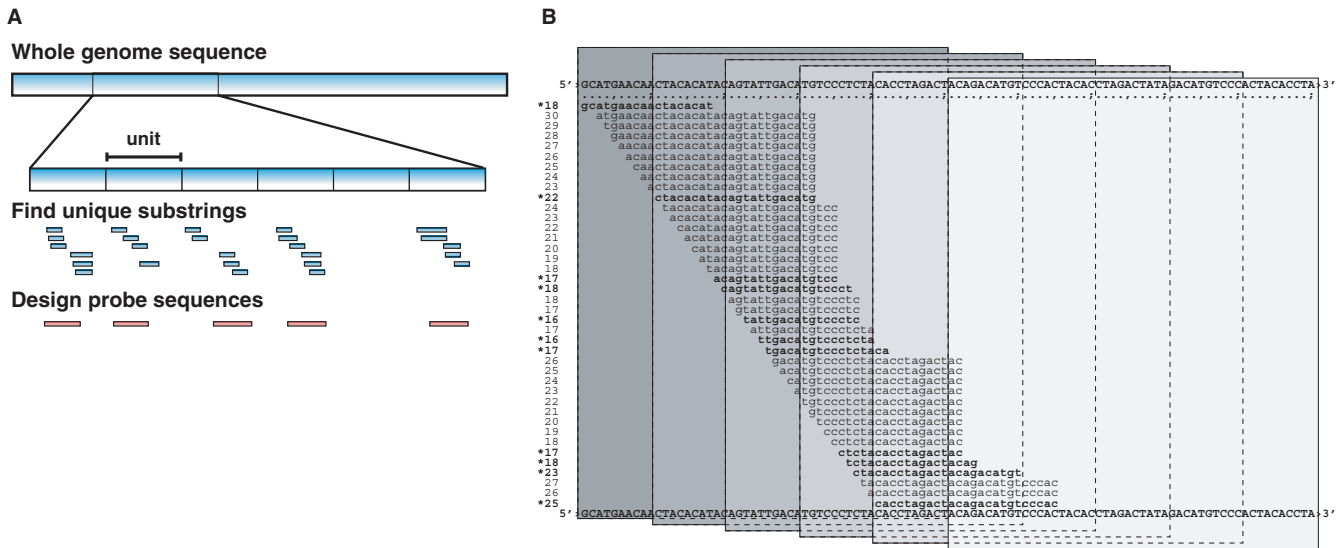 A
Whole genome sequence
unit
Find unique substrings
Design probe sequences
B
5'>GCATGAACAACTACACATACAGTATTGACATGTCCCTCTACACCTAGACTACAGACATGTCCCACTACACCTAGACTATAGACATGTCCCACTACACCTA>3'
....,....;....,....;....,....;....,....;....,....;....,....;....,....;....,....;....,....;....,....;
*18 gcatgaacaactacacat
30 atgaacaactacacatacagtattgacatg
29 tgaacaactacacatacagtattgacatg
28 gaacaactacacatacagtattgacatg
27 aacaactacacatacagtattgacatg
26 acaactacacatacagtattgacatg
25 caactacacatacagtattgacatg
24 aactacacatacagtattgacatg
23 actacacatacagtattgacatg
*22 ctacacatacagtattgacatg
24 tacacatacagtattgacatgtcc
23 acacatacagtattgacatgtcc
22 cacatacagtattgacatgtcc
21 acatacagtattgacatgtcc
20 catacagtattgacatgtcc
19 atacagtattgacatgtcc
18 tacagtattgacatgtcc
*17 acagtattgacatgtcc
*18 cagtattgacatgtccct
18 agtattgacatgtccctc
17 gtattgacatgtccctc
*16 tattgacatgtccctc
17 attgacatgtccctcta
*16 ttgacatgtccctcta
*17 tgacatgtccctctaca
26 gacatgtccctctacacctagactac
25 acatgtccctctacacctagactac
24 catgtccctctacacctagactac
23 atgtccctctacacctagactac
22 tgtccctctacacctagactac
21 gtccctctacacctagactac
20 tccctctacacctagactac
19 ccctctacacctagactac
18 cctctacacctagactac
*17 ctctacacctagactac
*18 tctacacctagactacag
*23 ctacacctagactacagacatgt
27 tacacctagactacagacatgtcccac
26 acacctagactacagacatgtcccac
*25 cacctagactacagacatgtcccac
5'>GCATGAACAACTACACATACAGTATTGACATGTCCCTCTACACCTAGACTACAGACATGTCCCACTACACCTAGACTATAGACATGTCCCACTACACCTA>3'